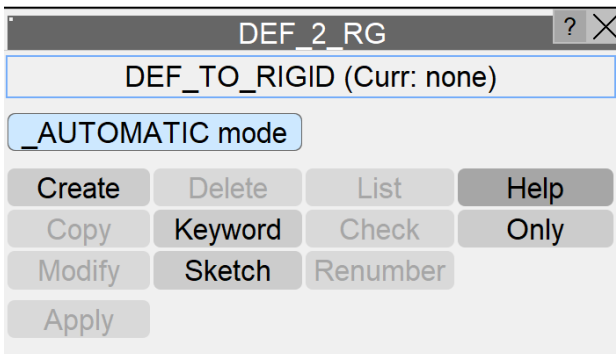 DEF_2_RG ? X
DEF_TO_RIGID (Curr: none)
_AUTOMATIC mode
Create Delete List Help
Copy Keyword Check Only
Modify Sketch Renumber
Apply